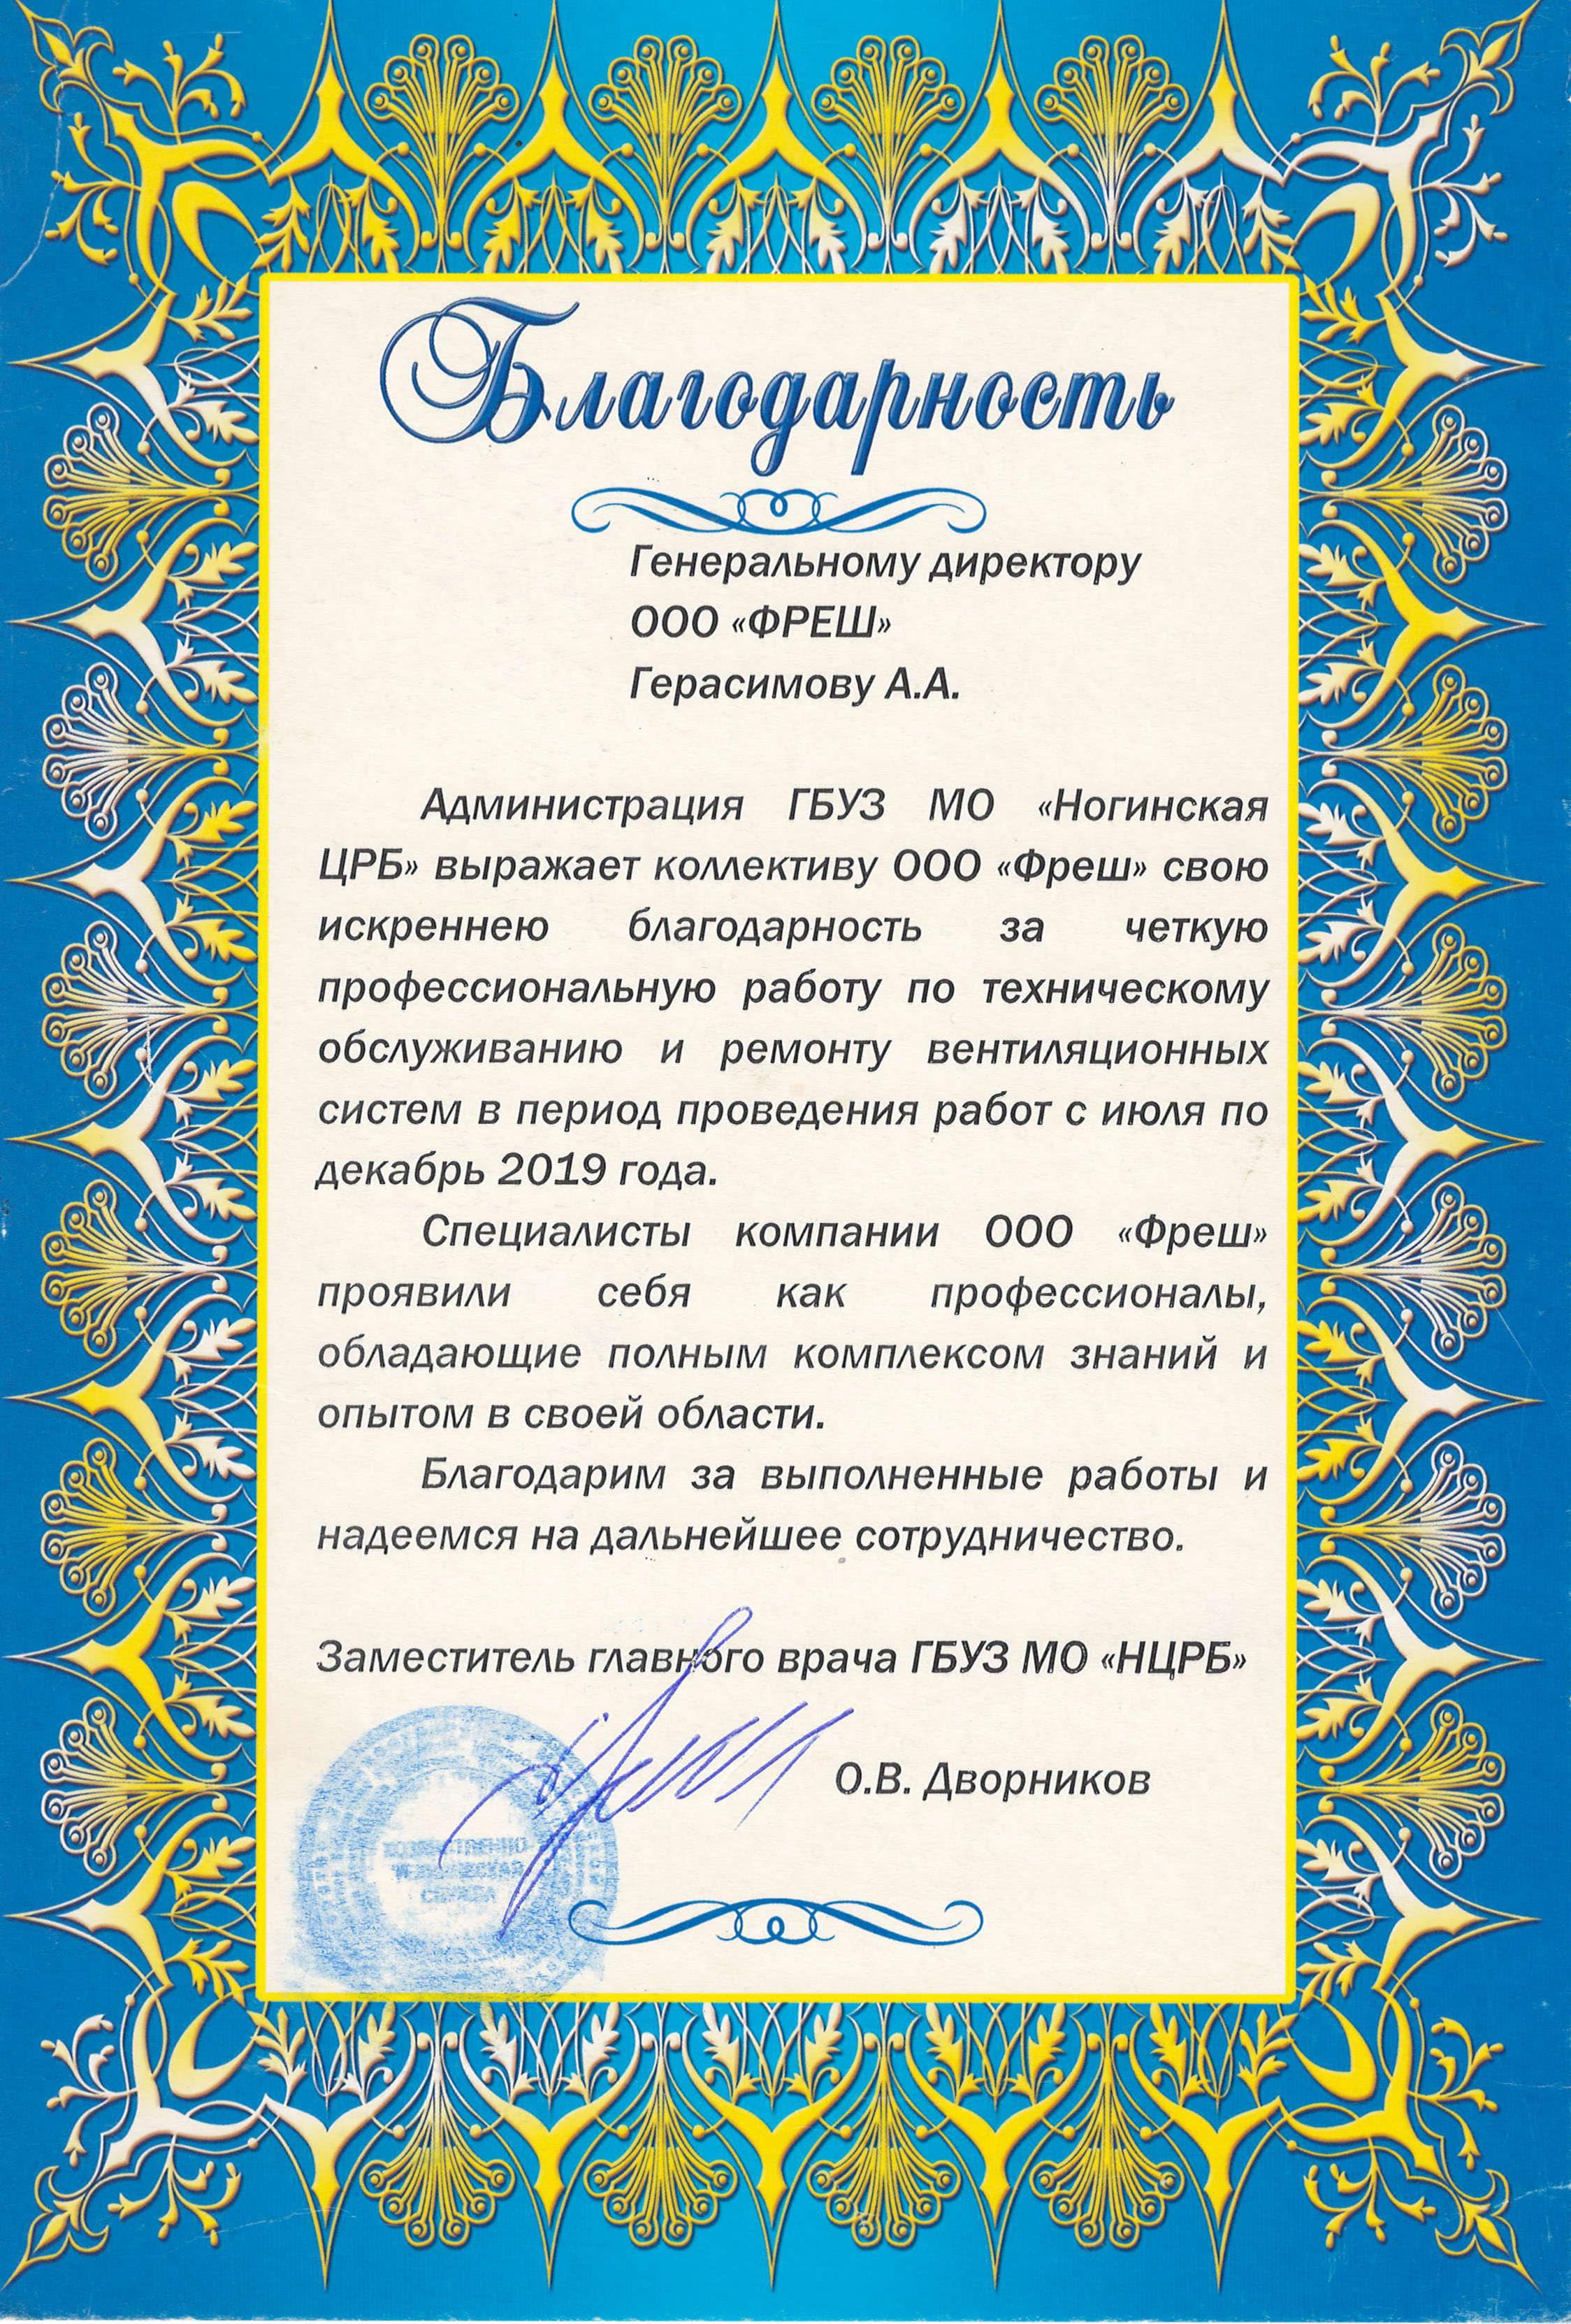 Благодарность
Генеральному директору
ООО «ФРЕШ»
Герасимову А.А.
Администрация ГБУЗ МО «Ногинская
ЦРБ» выражает коллективу ООО «Фреш» свою
искреннею благодарность за четкую
профессиональную работу по техническому
обслуживанию и ремонту вентиляционных
систем в период проведения работ с июля по
декабрь 2019 года.
Специалисты компании ООО «Фреш»
проявили себя как профессионалы,
обладающие полным комплексом знаний и
опытом в своей области.
Благодарим за выполненные работы и
надеемся на дальнейшее сотрудничество.
Заместитель главного врача ГБУЗ МО «НЦРБ»
О.В. Дворников
СЛУЖБА